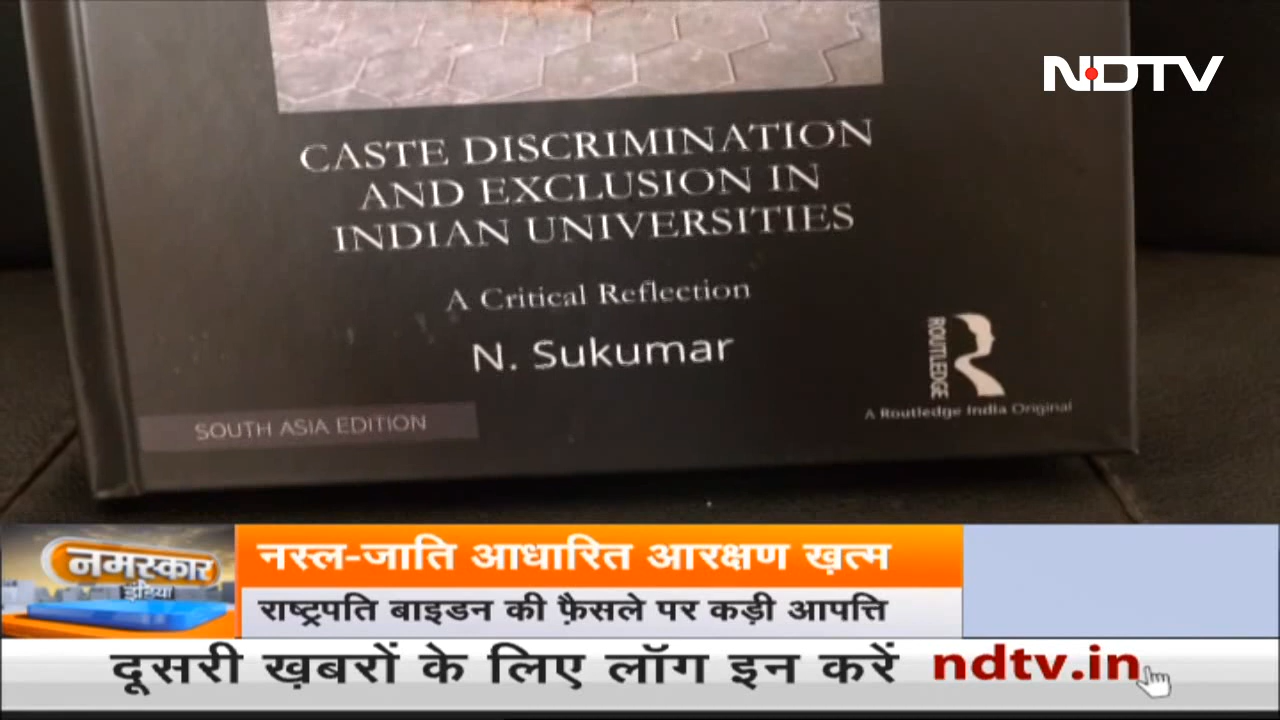 NDTV
CASTE DISCRIMINATION
AND EXCLUSION IN
INDIAN UNIVERSITIES
A Critical Reflection
N. Sukumar
ROUTLEDGE
A Routledge India Original
SOUTH ASIA EDITION
नमस्कार
इंडिया
नस्ल-जाति आधारित आरक्षण ख़त्म
राष्ट्रपति बाइडन की फ़ैसले पर कड़ी आपत्ति
दूसरी ख़बरों के लिए लॉग इन करें ndtv.in